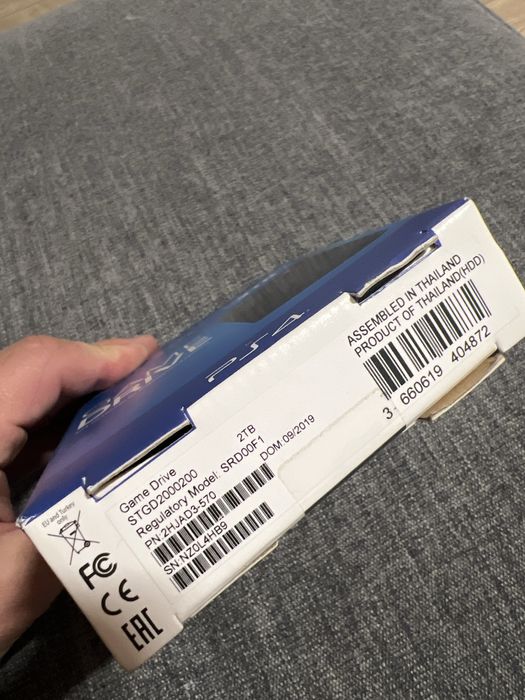 DRIVE
PS4
ASSEMBLED IN THAILAND
PRODUCT OF THAILAND(HDD)
3 660619 404872
Game Drive 2TB
STGD2000200
Regulatory Model: SRD00F1
DOM 09/2019
PN:2HJAD3-570
SN:NZ0L4HB9
EU and Turkey
only
FC
CE
EAC